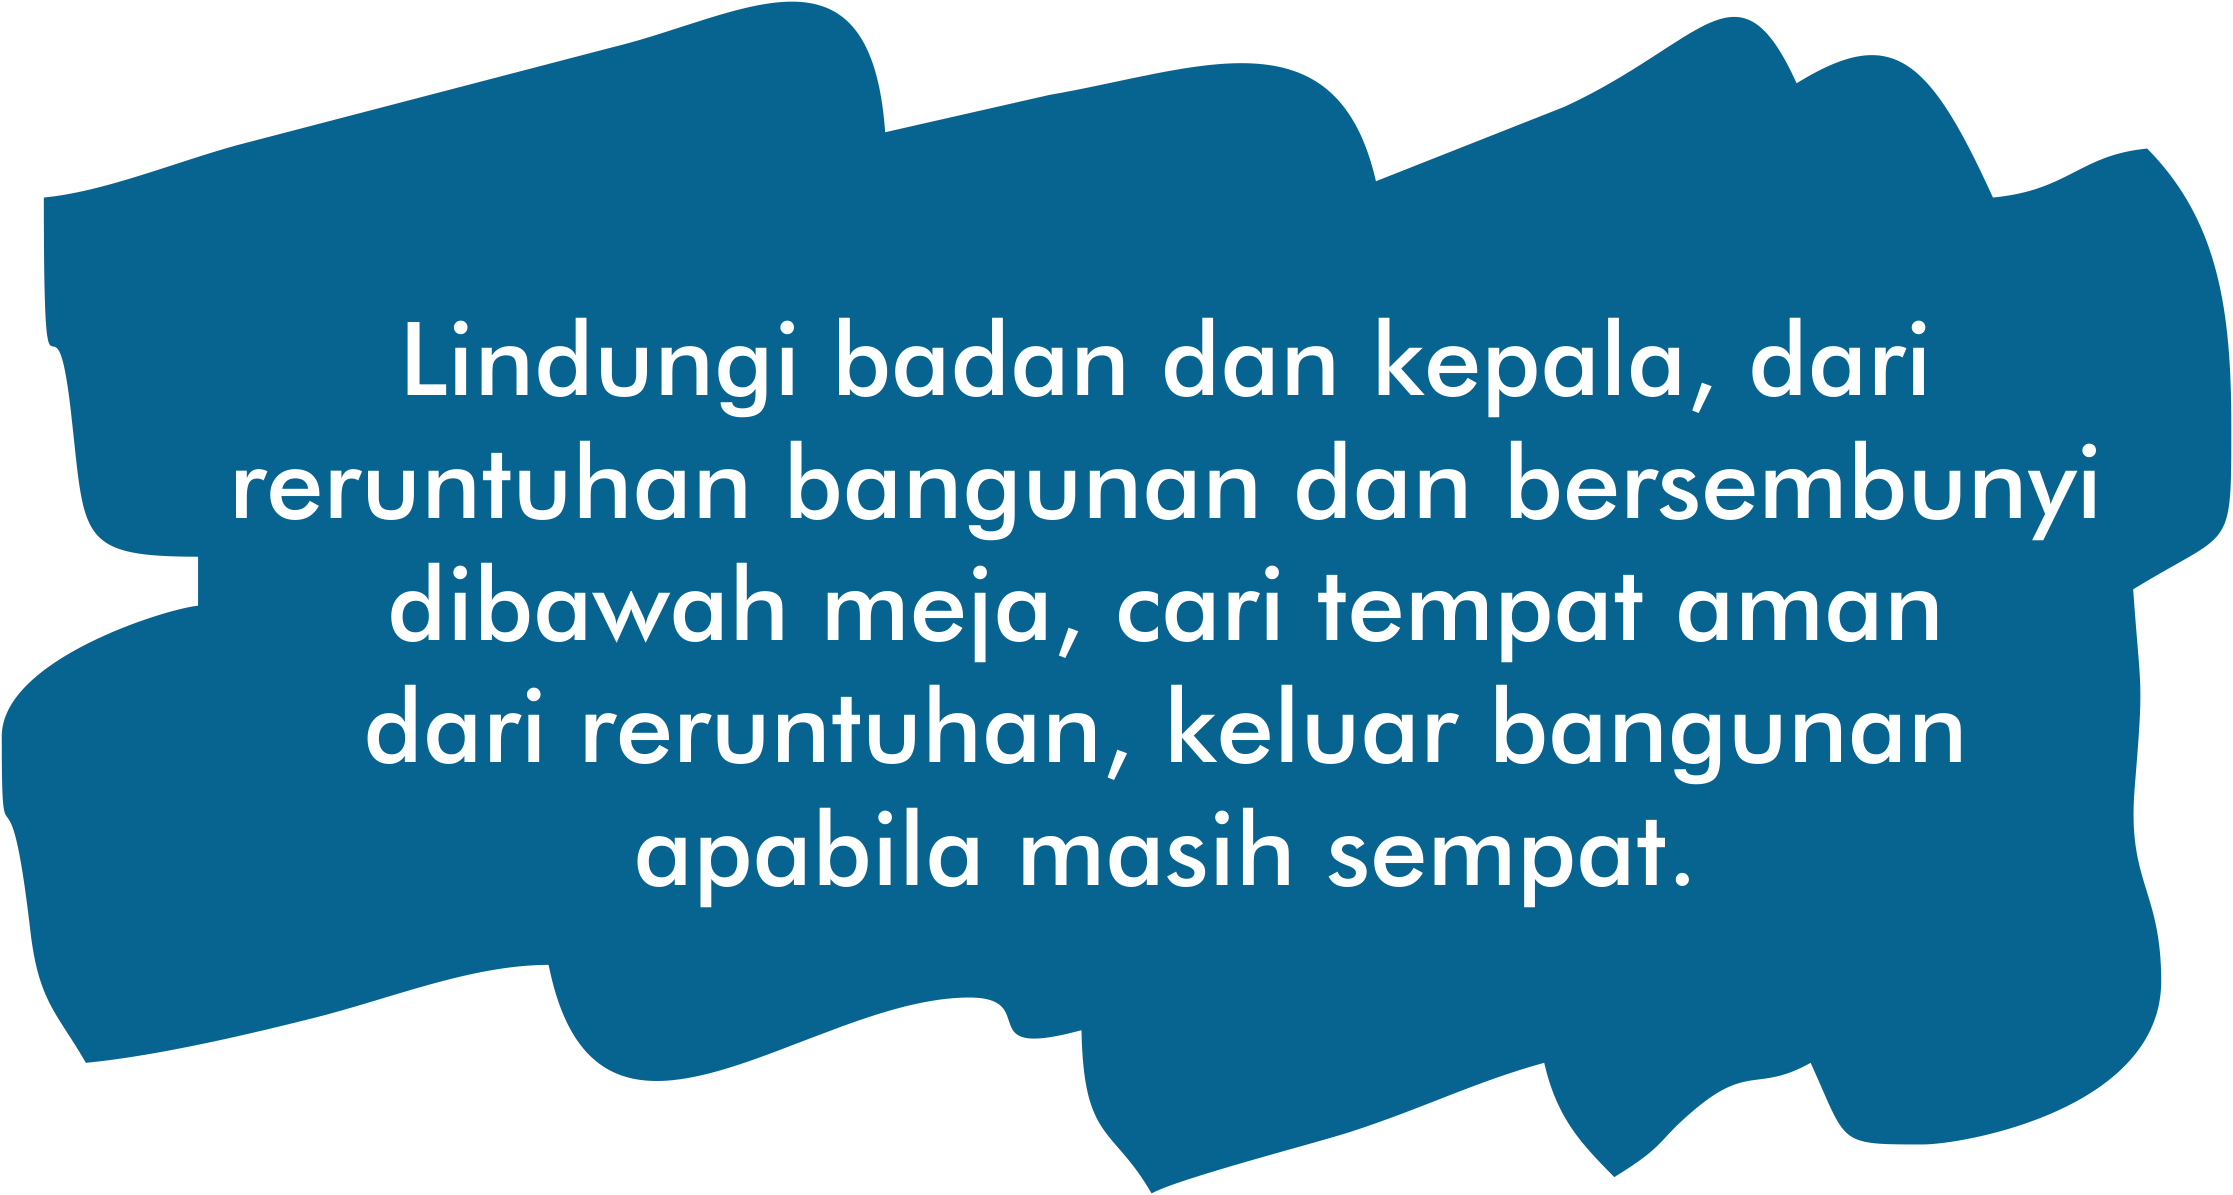 Lindungi badan dan kepala, dari
reruntuhan bangunan dan bersembunyi
dibawah meja, cari tempat aman
dari reruntuhan, keluar bangunan
apabila masih sempat.